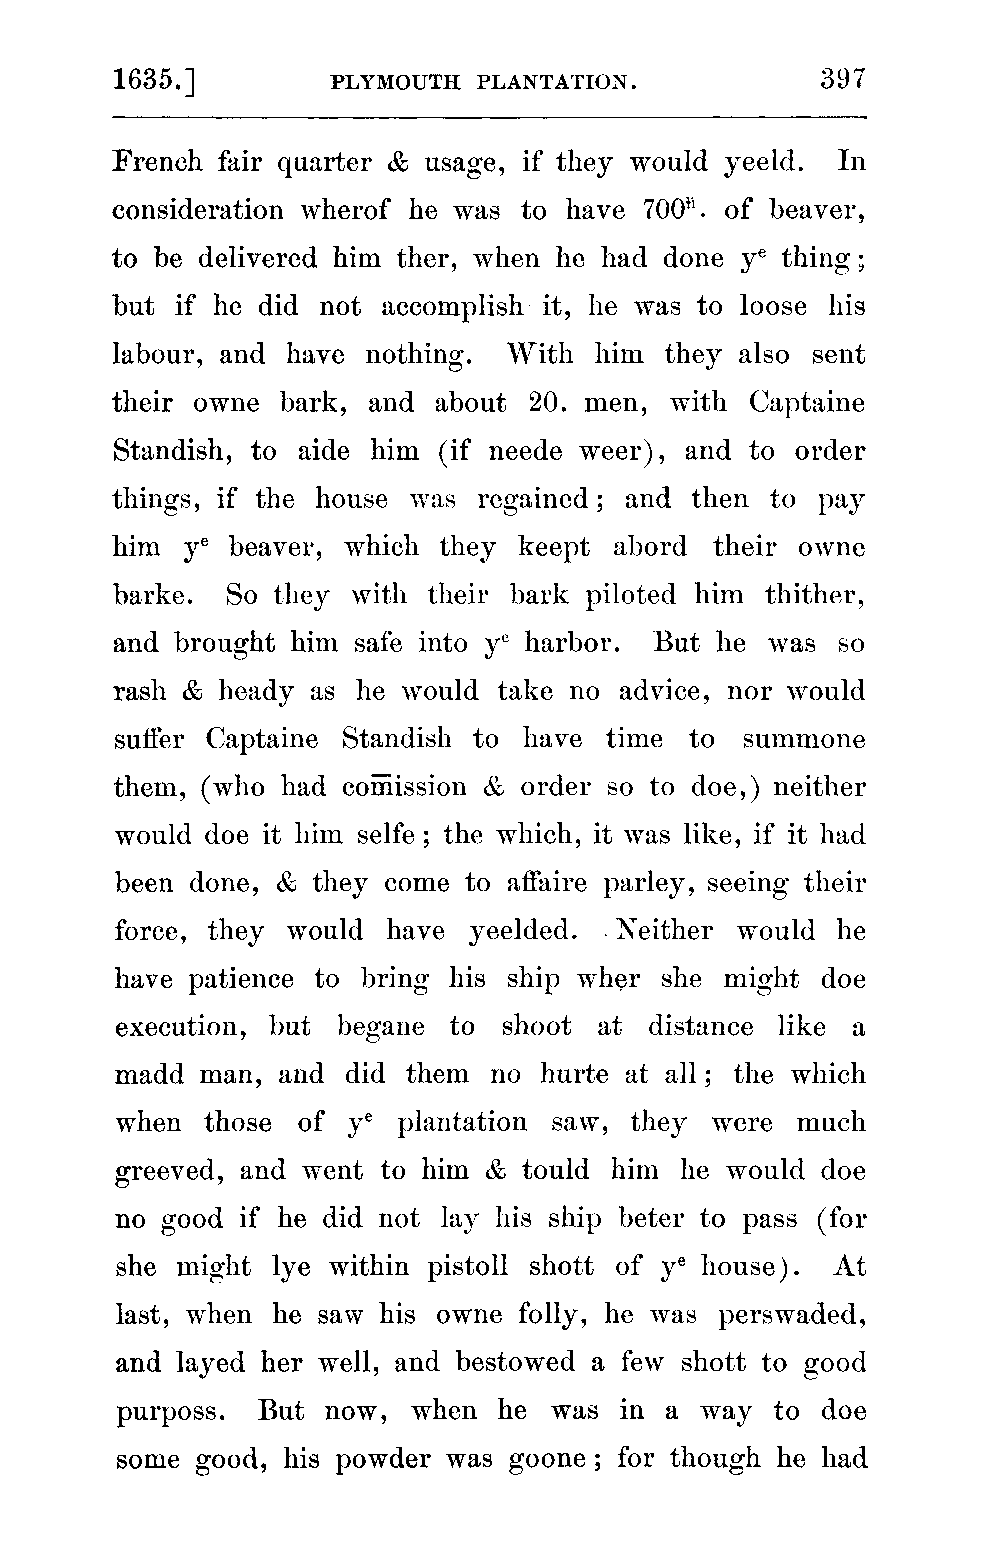 1635.] PLYMOUTH PLANTATION. 397
French fair quarter & usage, if they would yeeld. In
consideration wherof he was to have 700ˡⁱ. of beaver,
to be delivered him ther, when he had done yᵉ thing;
but if he did not accomplish it, he was to loose his
labour, and have nothing. With him they also sent
their owne bark, and about 20. men, with Captaine
Standish, to aide him (if neede weer), and to order
things, if the house was regained; and then to pay
him yᵉ beaver, which they keept abord their owne
barke. So they with their bark piloted him thither,
and brought him safe into yᵉ harbor. But he was so
rash & heady as he would take no advice, nor would
suffer Captaine Standish to have time to summone
them, (who had com̅ission & order so to doe,) neither
would doe it him selfe; the which, it was like, if it had
been done, & they come to affaire parley, seeing their
force, they would have yeelded. Neither would he
have patience to bring his ship wher she might doe
execution, but begane to shoot at distance like a
madd man, and did them no hurte at all; the which
when those of yᵉ plantation saw, they were much
greeved, and went to him & tould him he would doe
no good if he did not lay his ship beter to pass (for
she might lye within pistoll shott of yᵉ house). At
last, when he saw his owne folly, he was perswaded,
and layed her well, and bestowed a few shott to good
purposs. But now, when he was in a way to doe
some good, his powder was goone; for though he had